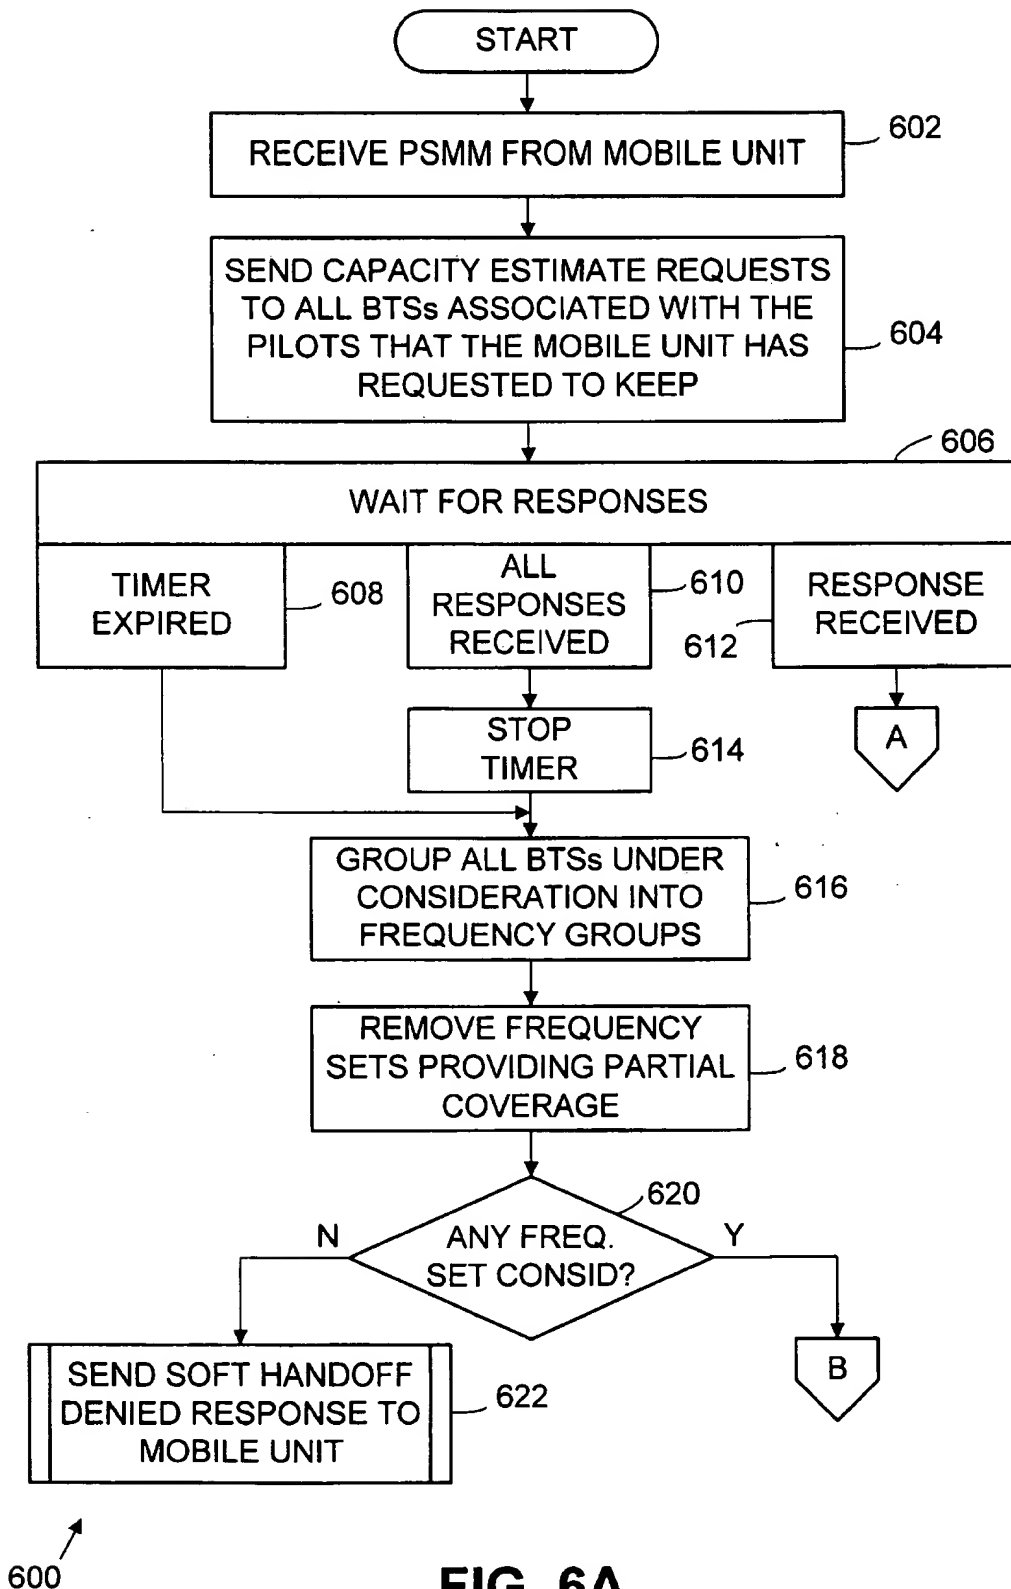 START
RECEIVE PSMM FROM MOBILE UNIT
602
SEND CAPACITY ESTIMATE REQUESTS
TO ALL BTSs ASSOCIATED WITH THE
PILOTS THAT THE MOBILE UNIT HAS
REQUESTED TO KEEP
604
606
WAIT FOR RESPONSES
TIMER
EXPIRED
608
ALL
RESPONSES
RECEIVED
610
612
RESPONSE
RECEIVED
STOP
TIMER
614
A
GROUP ALL BTSs UNDER
CONSIDERATION INTO
FREQUENCY GROUPS
616
REMOVE FREQUENCY
SETS PROVIDING PARTIAL
COVERAGE
618
620
N
ANY FREQ.
SET CONSID?
Y
SEND SOFT HANDOFF
DENIED RESPONSE TO
MOBILE UNIT
622
B
600
FIG. 6A